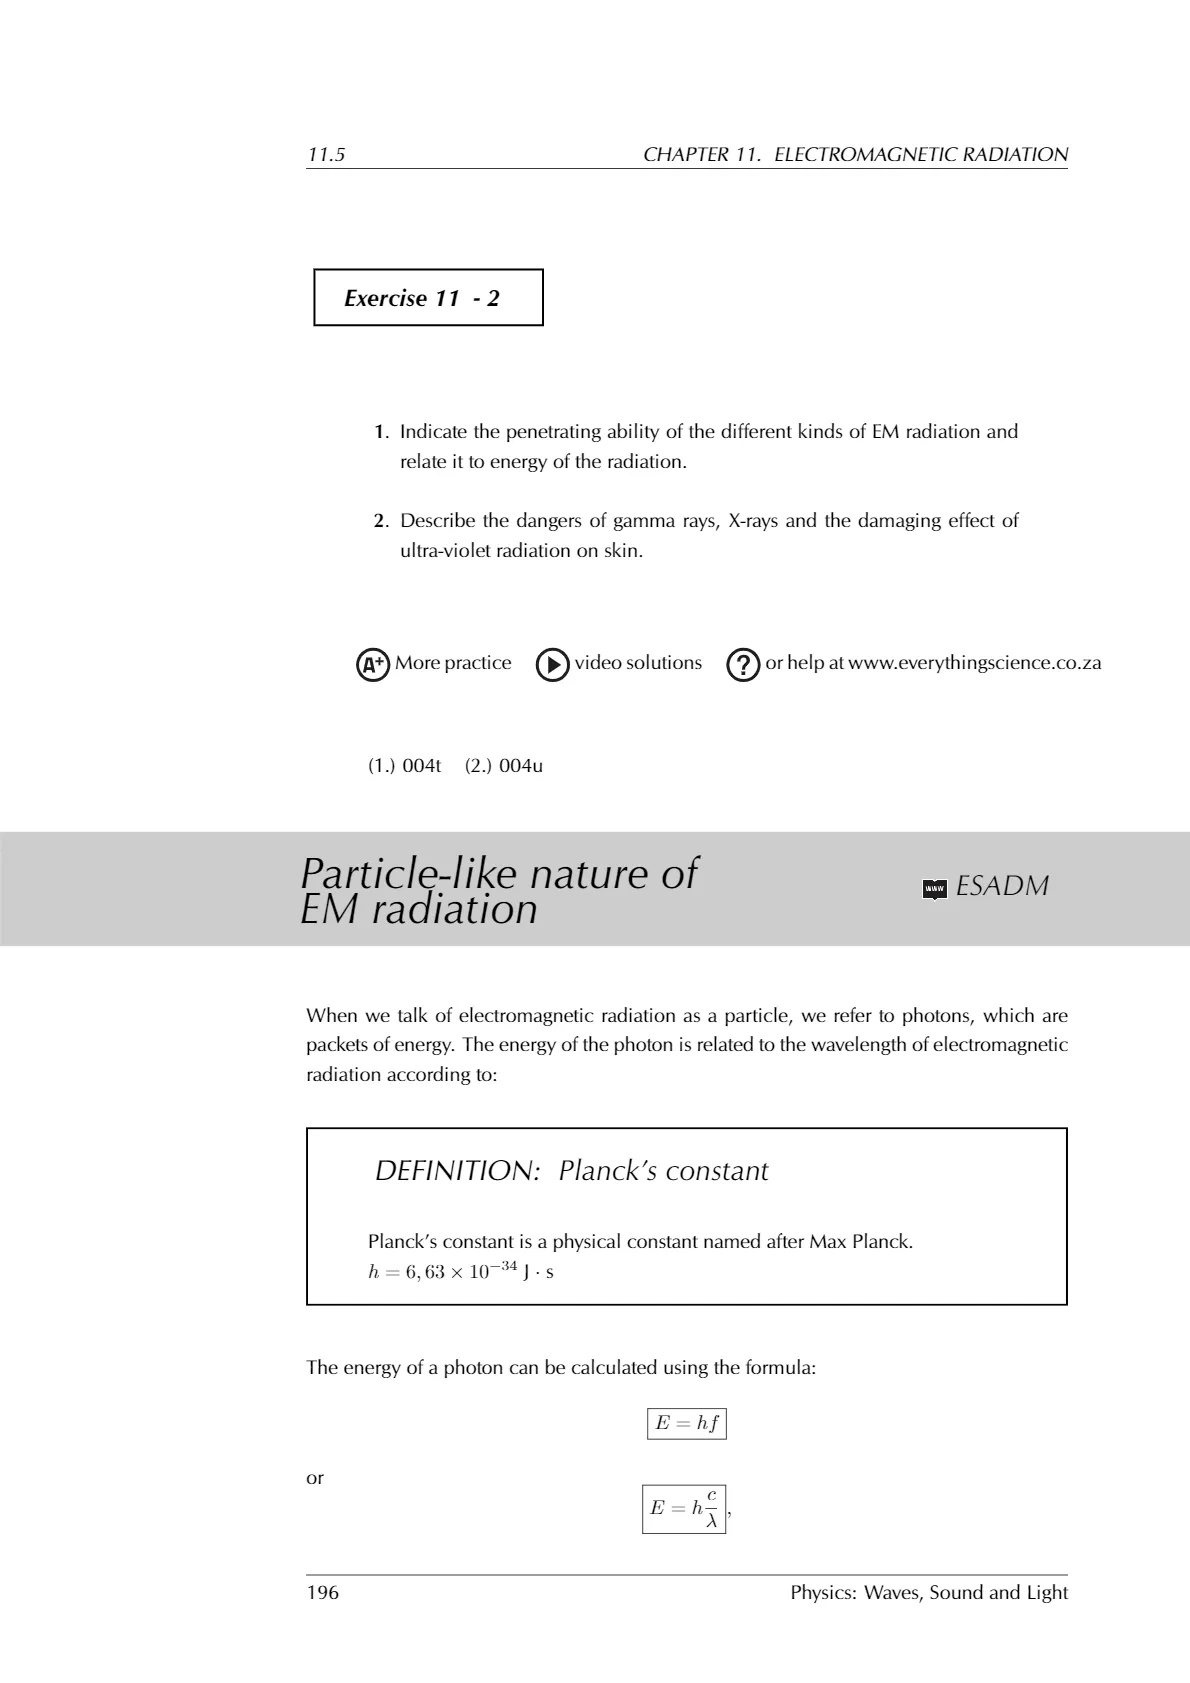 11.5 CHAPTER 11. ELECTROMAGNETIC RADIATION
Exercise 11 - 2
1. Indicate the penetrating ability of the different kinds of EM radiation and
relate it to energy of the radiation.
2. Describe the dangers of gamma rays, X-rays and the damaging effect of
ultra-violet radiation on skin.
A+ More practice video solutions ? or help at www.everythingscience.co.za
(1.) 004t (2.) 004u
Particle-like nature of
EM radiation
www ESADM
When we talk of electromagnetic radiation as a particle, we refer to photons, which are
packets of energy. The energy of the photon is related to the wavelength of electromagnetic
radiation according to:
DEFINITION: Planck’s constant
Planck’s constant is a physical constant named after Max Planck.
h = 6, 63 × 10⁻³⁴ J · s
The energy of a photon can be calculated using the formula:
E = hf
or
E = h c/λ ,
196 Physics: Waves, Sound and Light